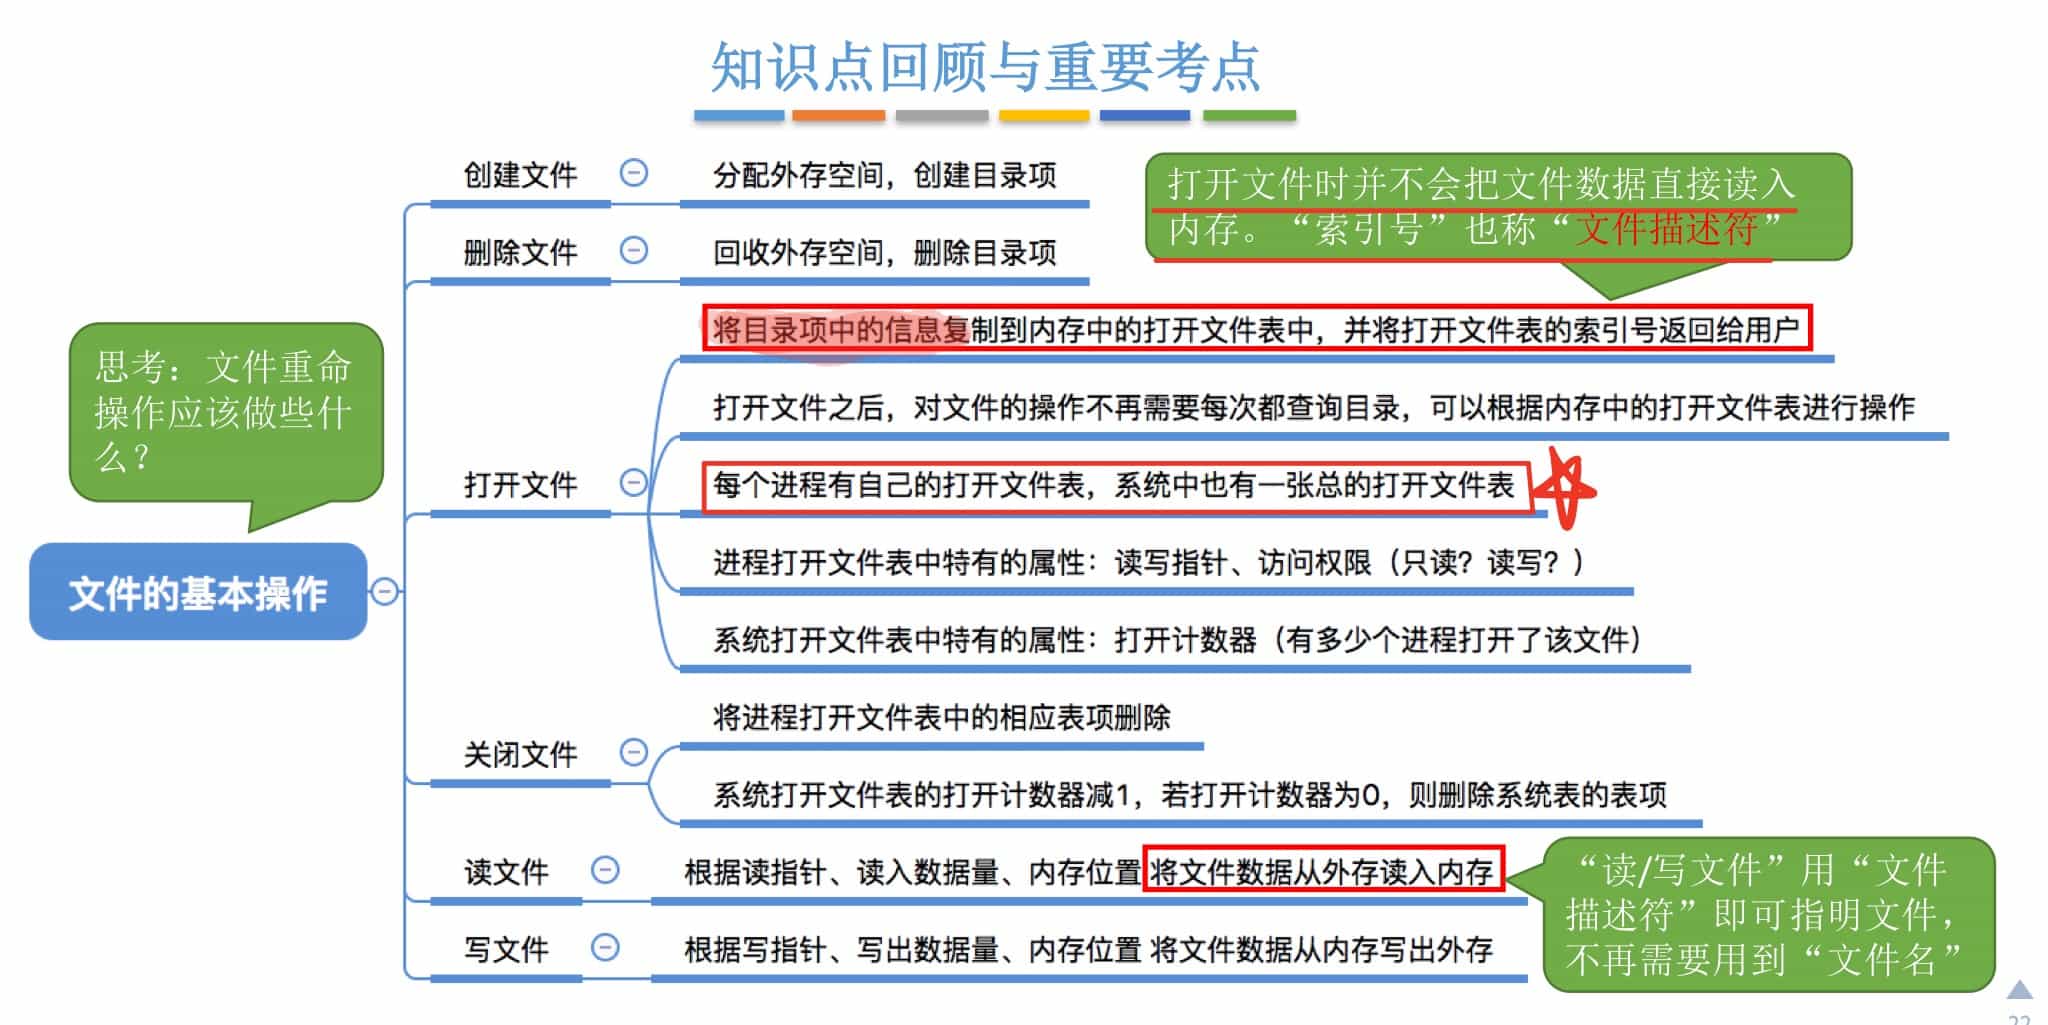 知识点回顾与重要考点
创建文件
分配外存空间，创建目录项
删除文件
回收外存空间，删除目录项
打开文件时并不会把文件数据直接读入
内存。“索引号”也称“文件描述符”
思考：文件重命
操作应该做些什
么？
文件的基本操作
打开文件
将目录项中的信息复制到内存中的打开文件表中，并将打开文件表的索引号返回给用户
打开文件之后，对文件的操作不再需要每次都查询目录，可以根据内存中的打开文件表进行操作
每个进程有自己的打开文件表，系统中也有一张总的打开文件表
进程打开文件表中特有的属性：读写指针、访问权限（只读？读写？）
系统打开文件表中特有的属性：打开计数器（有多少个进程打开了该文件）
关闭文件
将进程打开文件表中的相应表项删除
系统打开文件表的打开计数器减1，若打开计数器为0，则删除系统表的表项
读文件
根据读指针、读入数据量、内存位置 将文件数据从外存读入内存
写文件
根据写指针、写出数据量、内存位置 将文件数据从内存写出外存
“读/写文件”用“文件
描述符”即可指明文件，
不再需要用到“文件名”
22